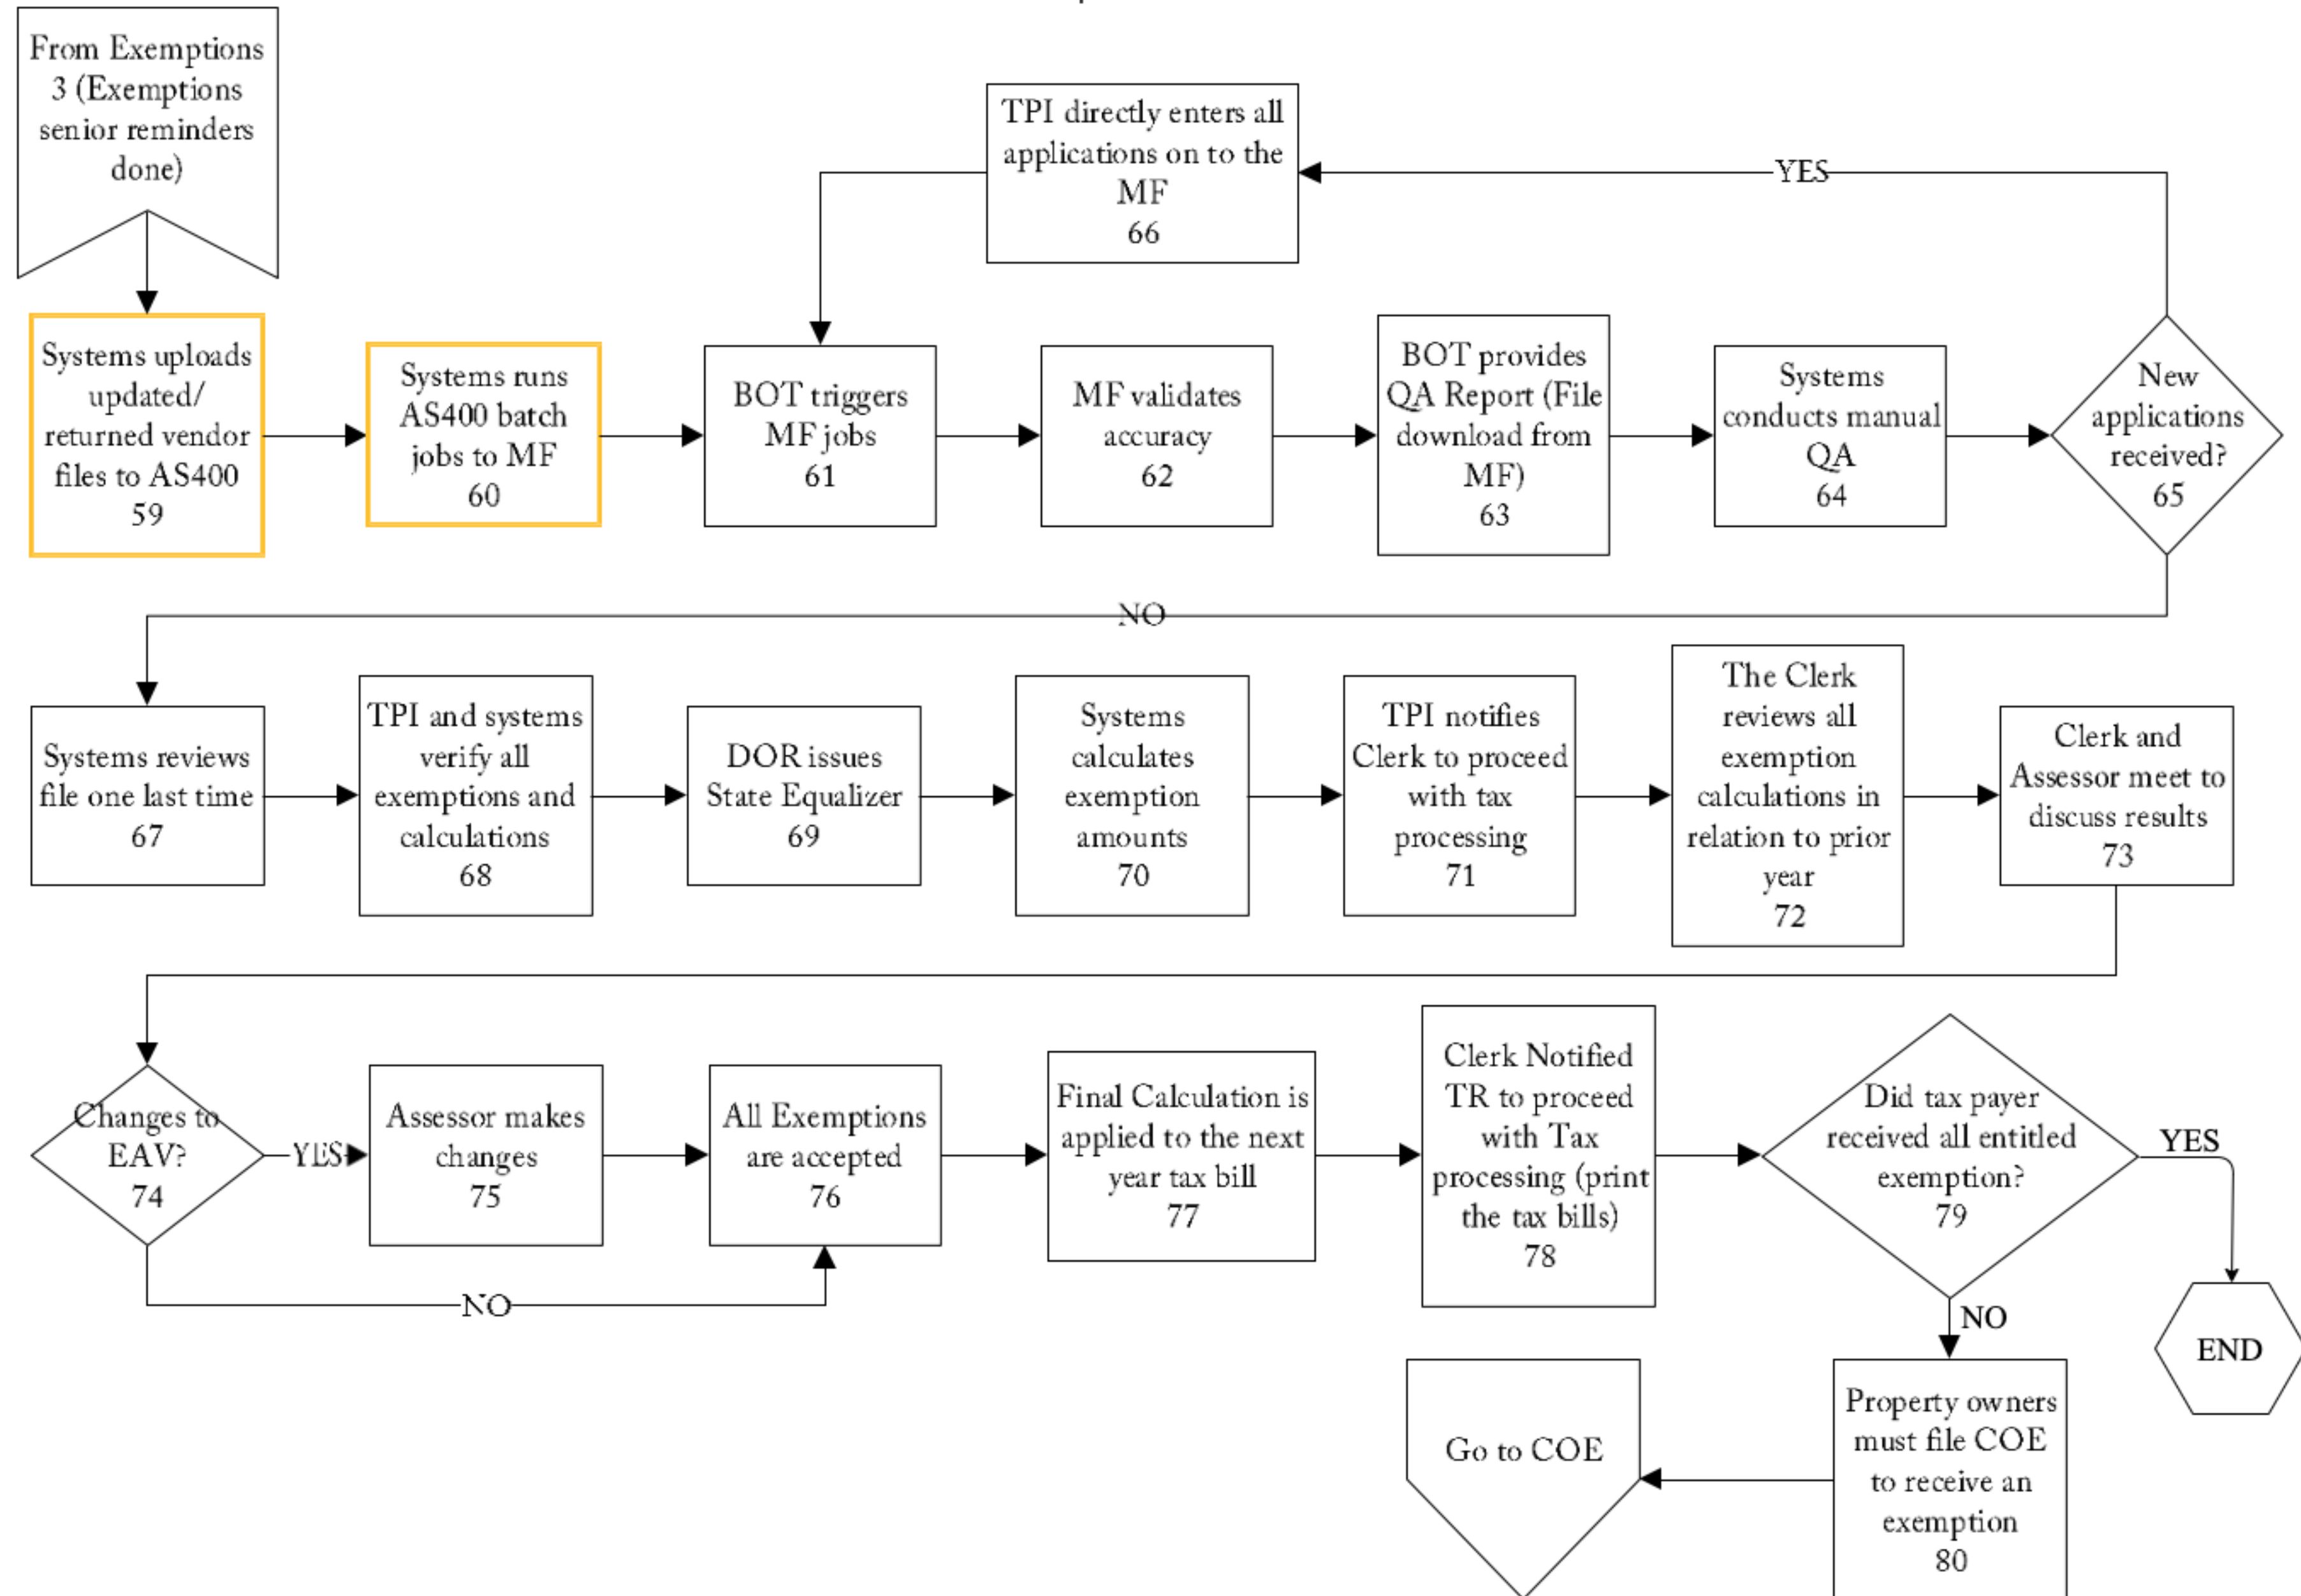 From Exemptions
3 (Exemptions
senior reminders
done)
TPI directly enters all
applications on to the
MF
66
YES
Systems uploads
updated/
returned vendor
files to AS400
59
Systems runs
AS400 batch
jobs to MF
60
BOT triggers
MF jobs
61
MF validates
accuracy
62
BOT provides
QA Report (File
download from
MF)
63
Systems
conducts manual
QA
64
New
applications
received?
65
NO
Systems reviews
file one last time
67
TPI and systems
verify all
exemptions and
calculations
68
DOR issues
State Equalizer
69
Systems
calculates
exemption
amounts
70
TPI notifies
Clerk to proceed
with tax
processing
71
The Clerk
reviews all
exemption
calculations in
relation to prior
year
72
Clerk and
Assessor meet to
discuss results
73
Changes to
EAV?
74
YES
Assessor makes
changes
75
All Exemptions
are accepted
76
Final Calculation is
applied to the next
year tax bill
77
Clerk Notified
TR to proceed
with Tax
processing (print
the tax bills)
78
Did tax payer
received all entitled
exemption?
79
YES
NO
NO
END
Go to COE
Property owners
must file COE
to receive an
exemption
80